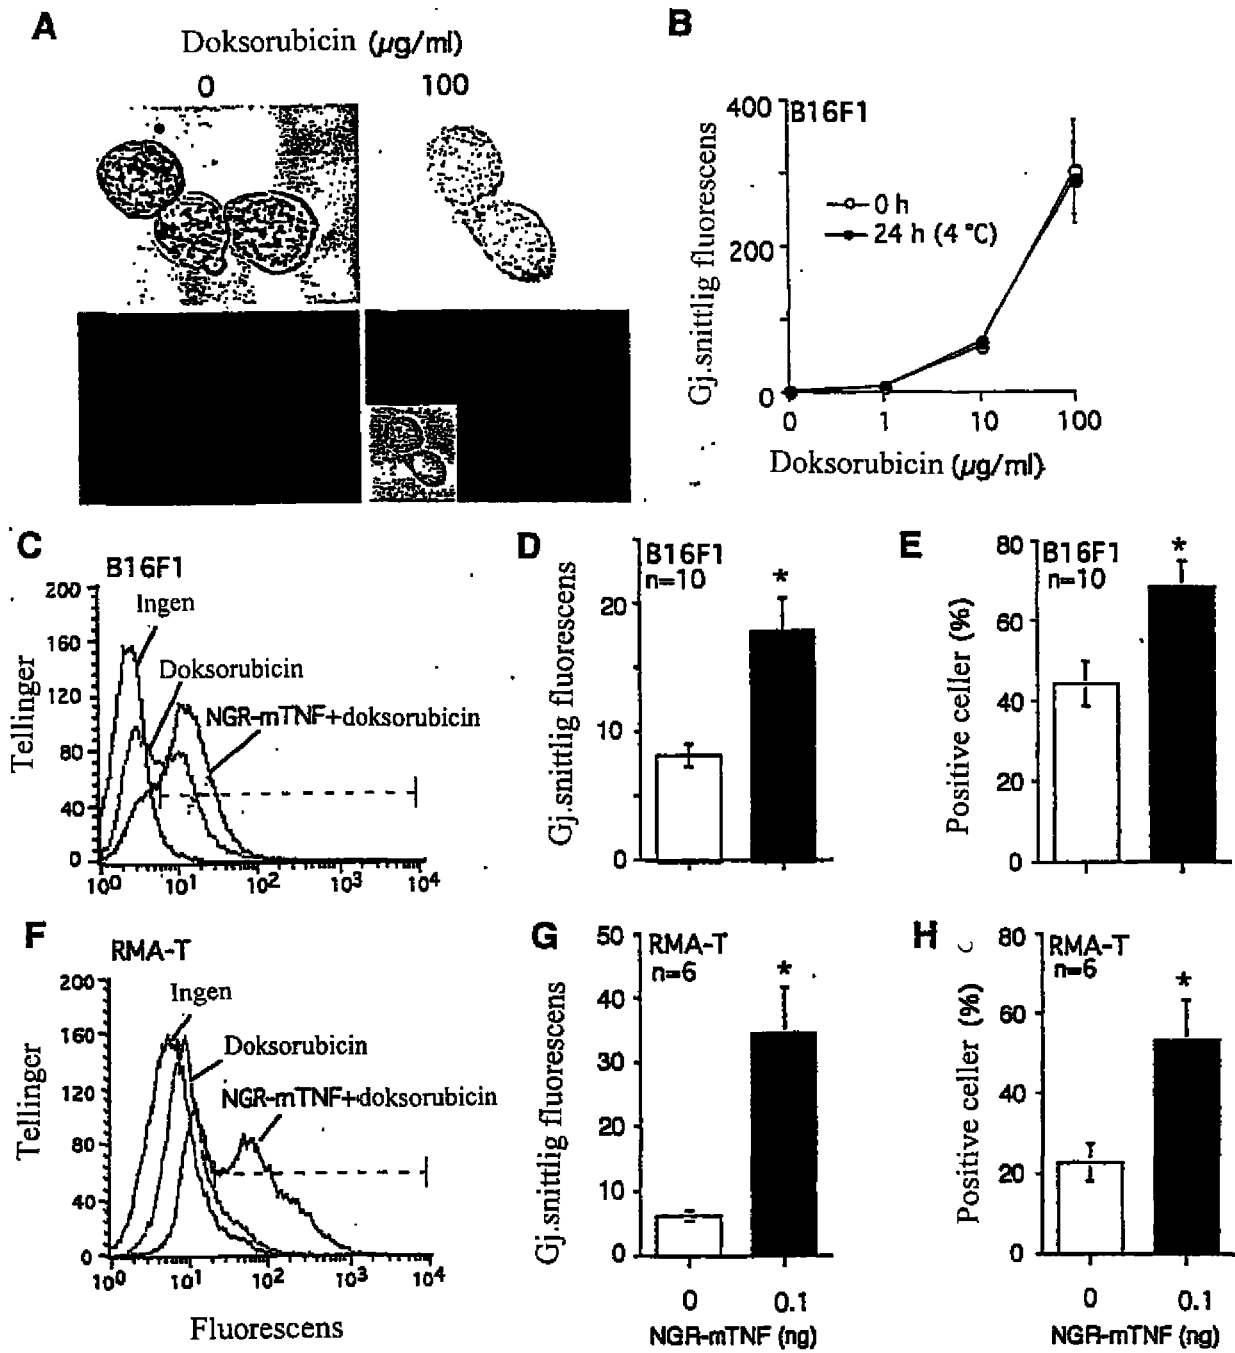 A
Doksorubicin (µg/ml)
0
100
B
B16F1
400
200
0
Gj.snittlig fluorescens
0 h
24 h (4 °C)
0
1
10
100
Doksorubicin (µg/ml)
C
B16F1
200
160
120
80
40
0
Tellinger
Ingen
Doksorubicin
NGR-mTNF+doksorubicin
10⁰
10¹
10²
10³
10⁴
D
B16F1
n=10
*
20
10
0
Gj.snittlig fluorescens
E
B16F1
n=10
*
80
60
40
20
0
Positive celler (%)
F
RMA-T
200
160
120
80
40
0
Tellinger
Ingen
Doksorubicin
NGR-mTNF+doksorubicin
10⁰
10¹
10²
10³
10⁴
Fluorescens
G
RMA-T
n=6
*
50
40
30
20
10
0
Gj.snittlig fluorescens
0
0.1
NGR-mTNF (ng)
H
RMA-T
n=6
*
80
60
40
20
0
Positive celler (%)
0
0.1
NGR-mTNF (ng)